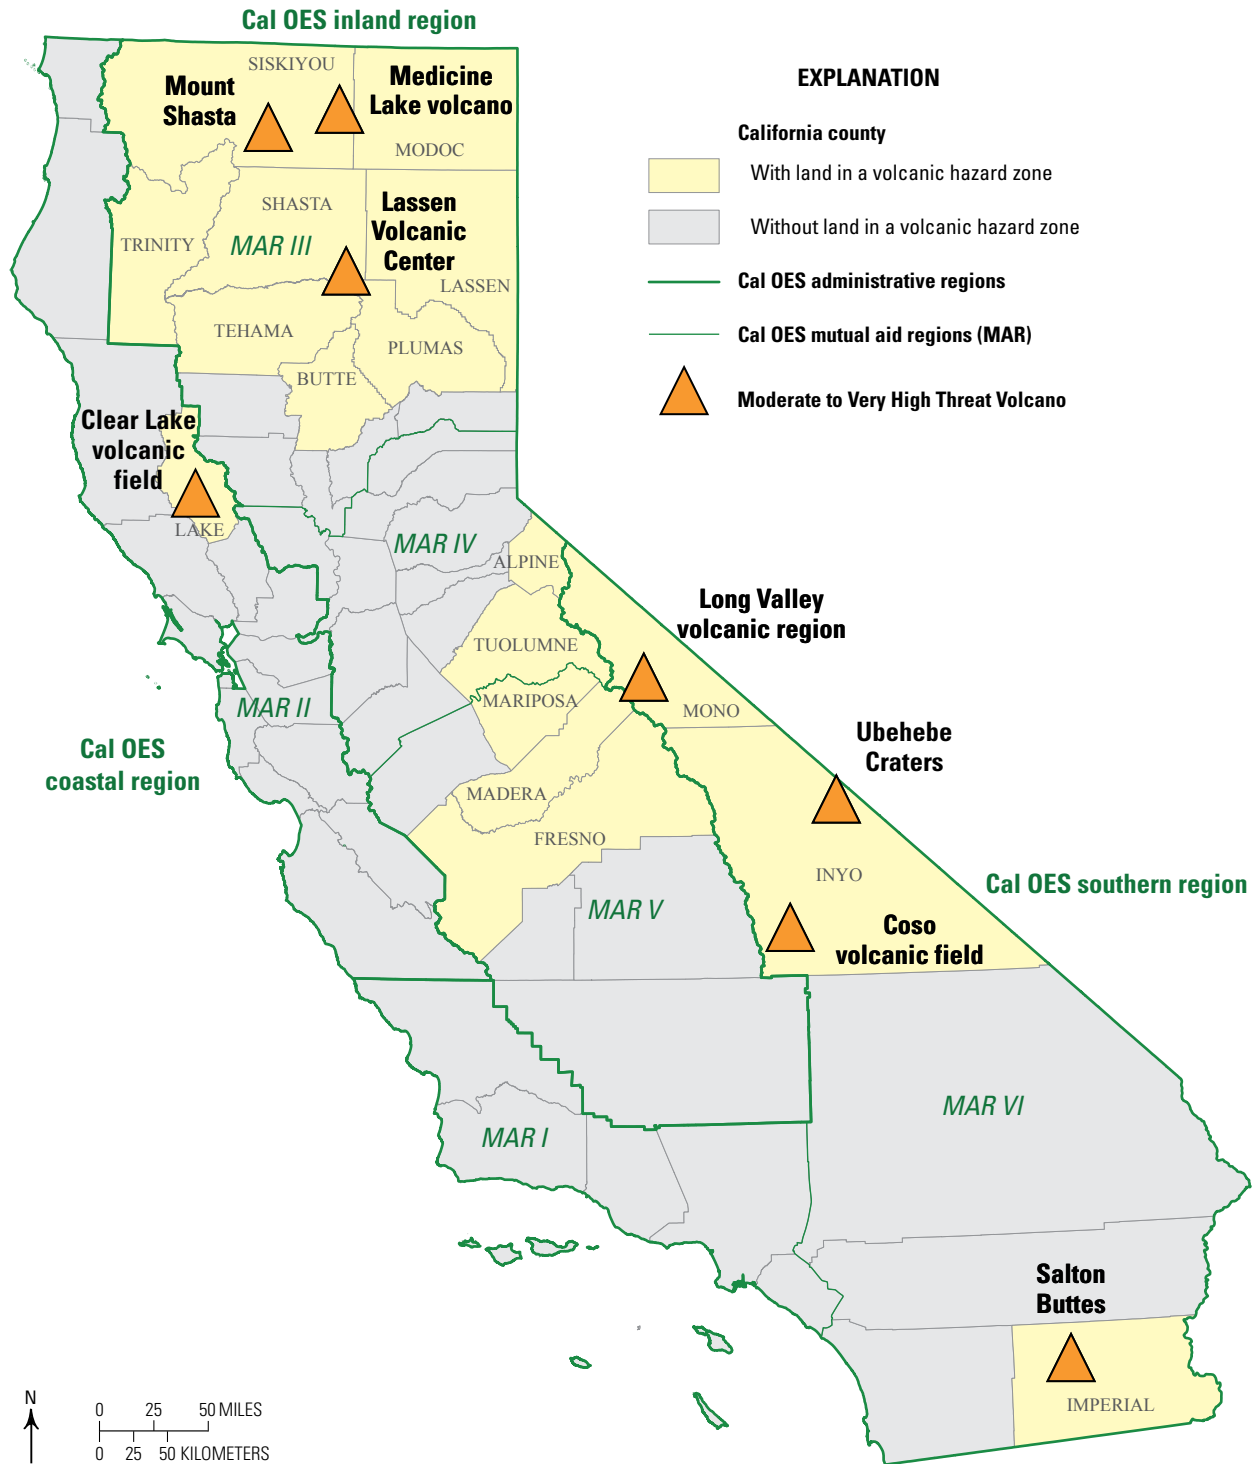 Cal OES inland region
SISKIYOU
Mount
Shasta
Medicine
Lake volcano
MODOC
SHASTA
Lassen
Volcanic
Center
TRINITY
MAR III
LASSEN
TEHAMA
PLUMAS
BUTTE
Clear Lake
volcanic
field
LAKE
MAR IV
ALPINE
Long Valley
volcanic region
TUOLUMNE
MARIPOSA
MONO
MAR II
Cal OES
coastal region
Ubehebe
Craters
MADERA
FRESNO
INYO
Cal OES southern region
MAR V
Coso
volcanic field
MAR VI
MAR I
Salton
Buttes
IMPERIAL
EXPLANATION
California county
With land in a volcanic hazard zone
Without land in a volcanic hazard zone
Cal OES administrative regions
Cal OES mutual aid regions (MAR)
Moderate to Very High Threat Volcano
N
0 25 50 MILES
0 25 50 KILOMETERS